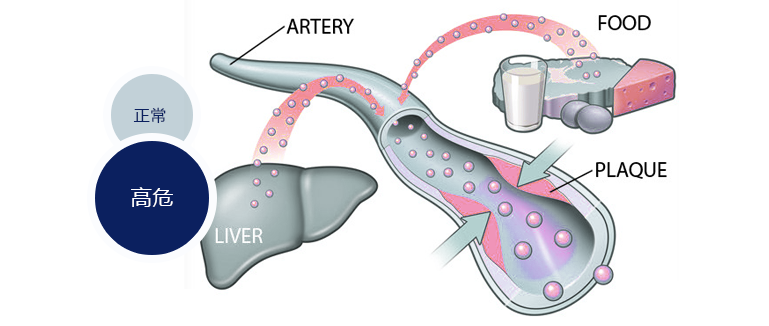 ARTERY
FOOD
正常
高危
PLAQUE
LIVER